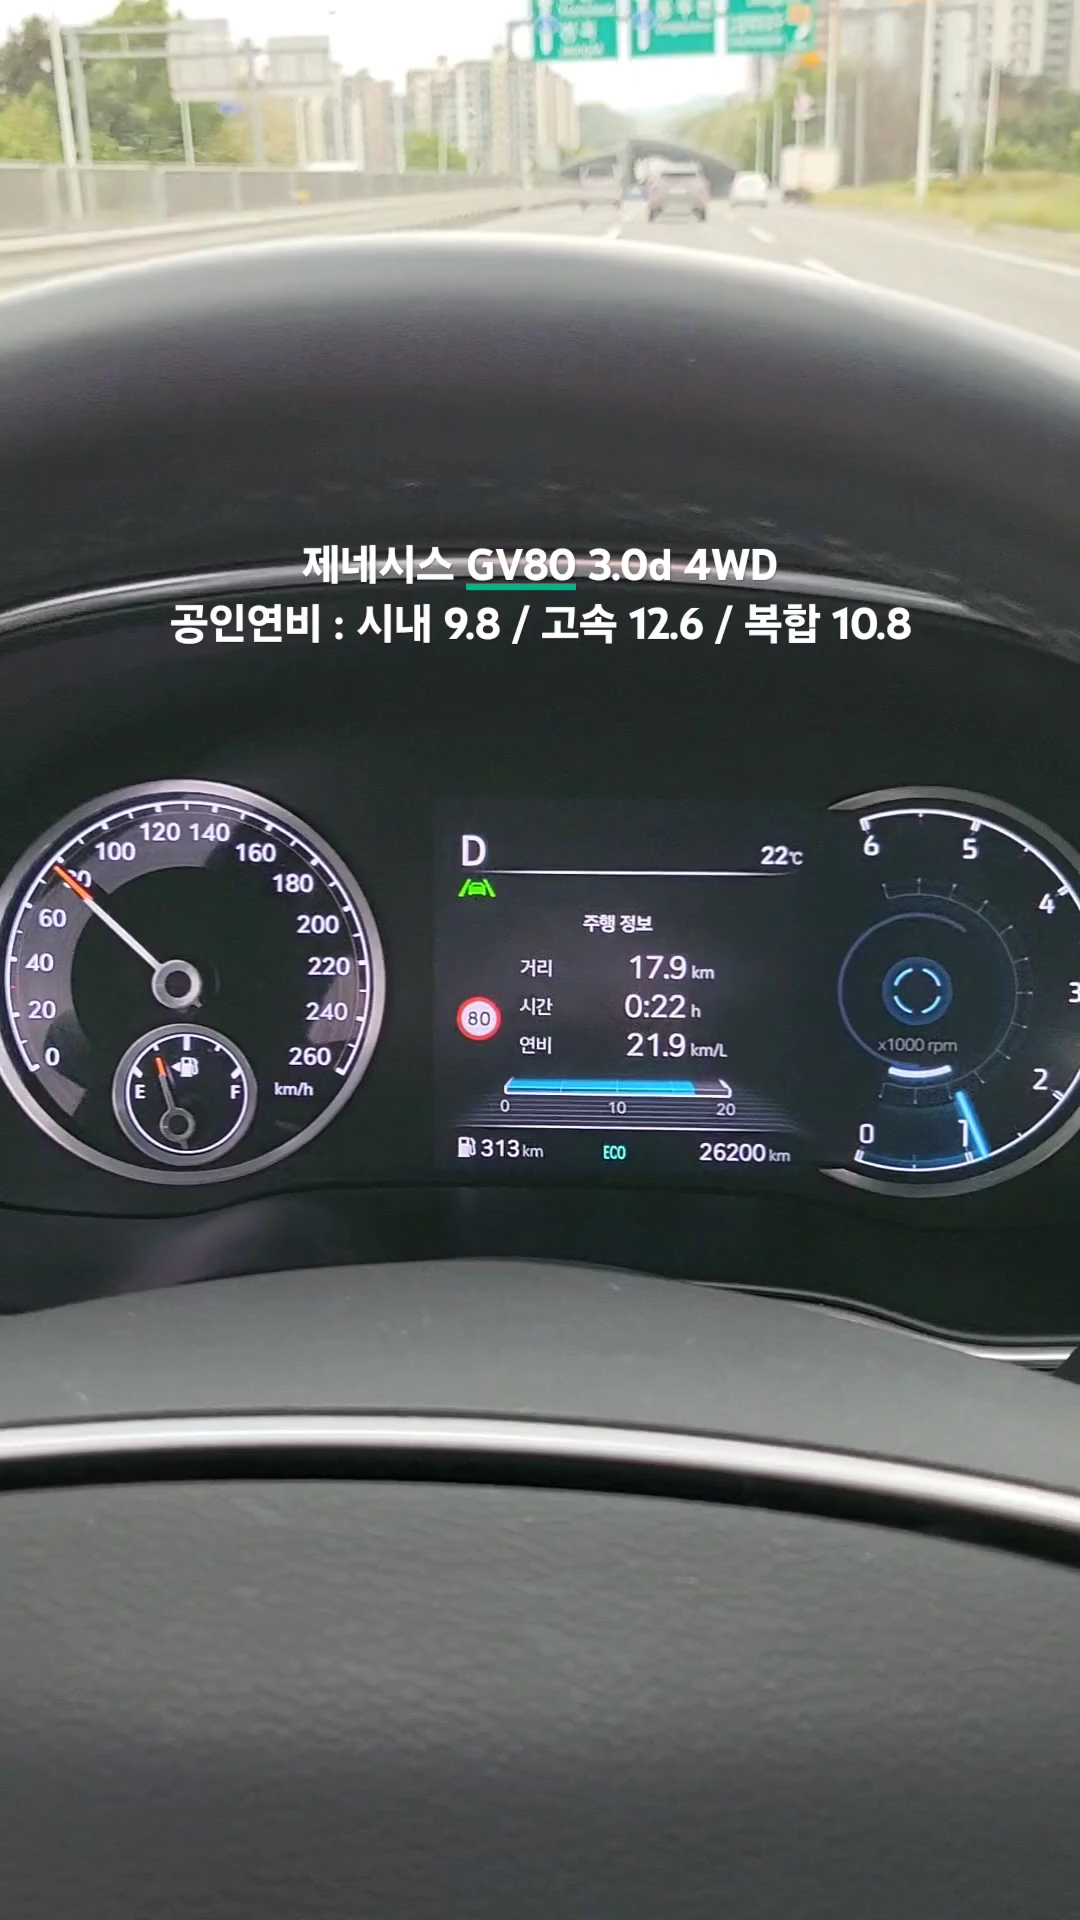 제네시스 GV80 3.0d 4WD
공인연비 : 시내 9.8 / 고속 12.6 / 복합 10.8
120 140
100 160
80 180
60 200
40 220
20 240
0 260
km/h
E F
D 22℃
주행 정보
거리 17.9 km
시간 0:22 h
80
연비 21.9 km/L
0 10 20
313 km ECO 26200 km
6 5
4
3
x1000 rpm
2
0 1